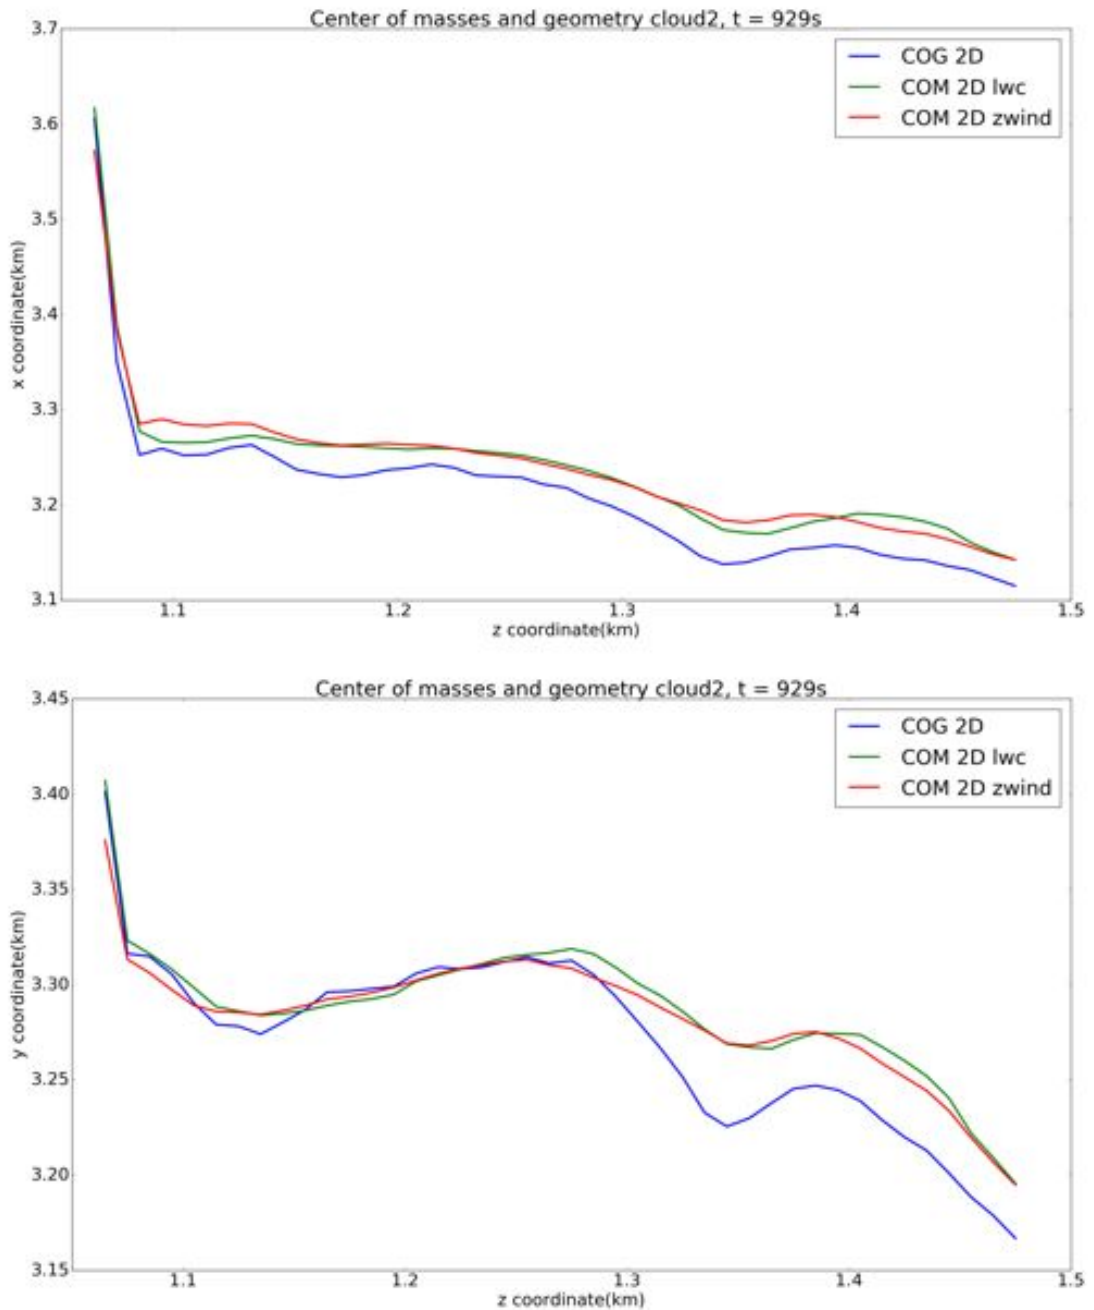 Center of masses and geometry cloud2, t = 929s
3.7
COG 2D
COM 2D lwc
COM 2D zwind
3.6
3.5
3.4
3.3
3.2
3.1
x coordinate(km)
1.1 1.2 1.3 1.4 1.5
z coordinate(km)
Center of masses and geometry cloud2, t = 929s
3.45
COG 2D
COM 2D lwc
COM 2D zwind
3.40
3.35
3.30
3.25
3.20
3.15
y coordinate(km)
1.1 1.2 1.3 1.4 1.5
z coordinate(km)